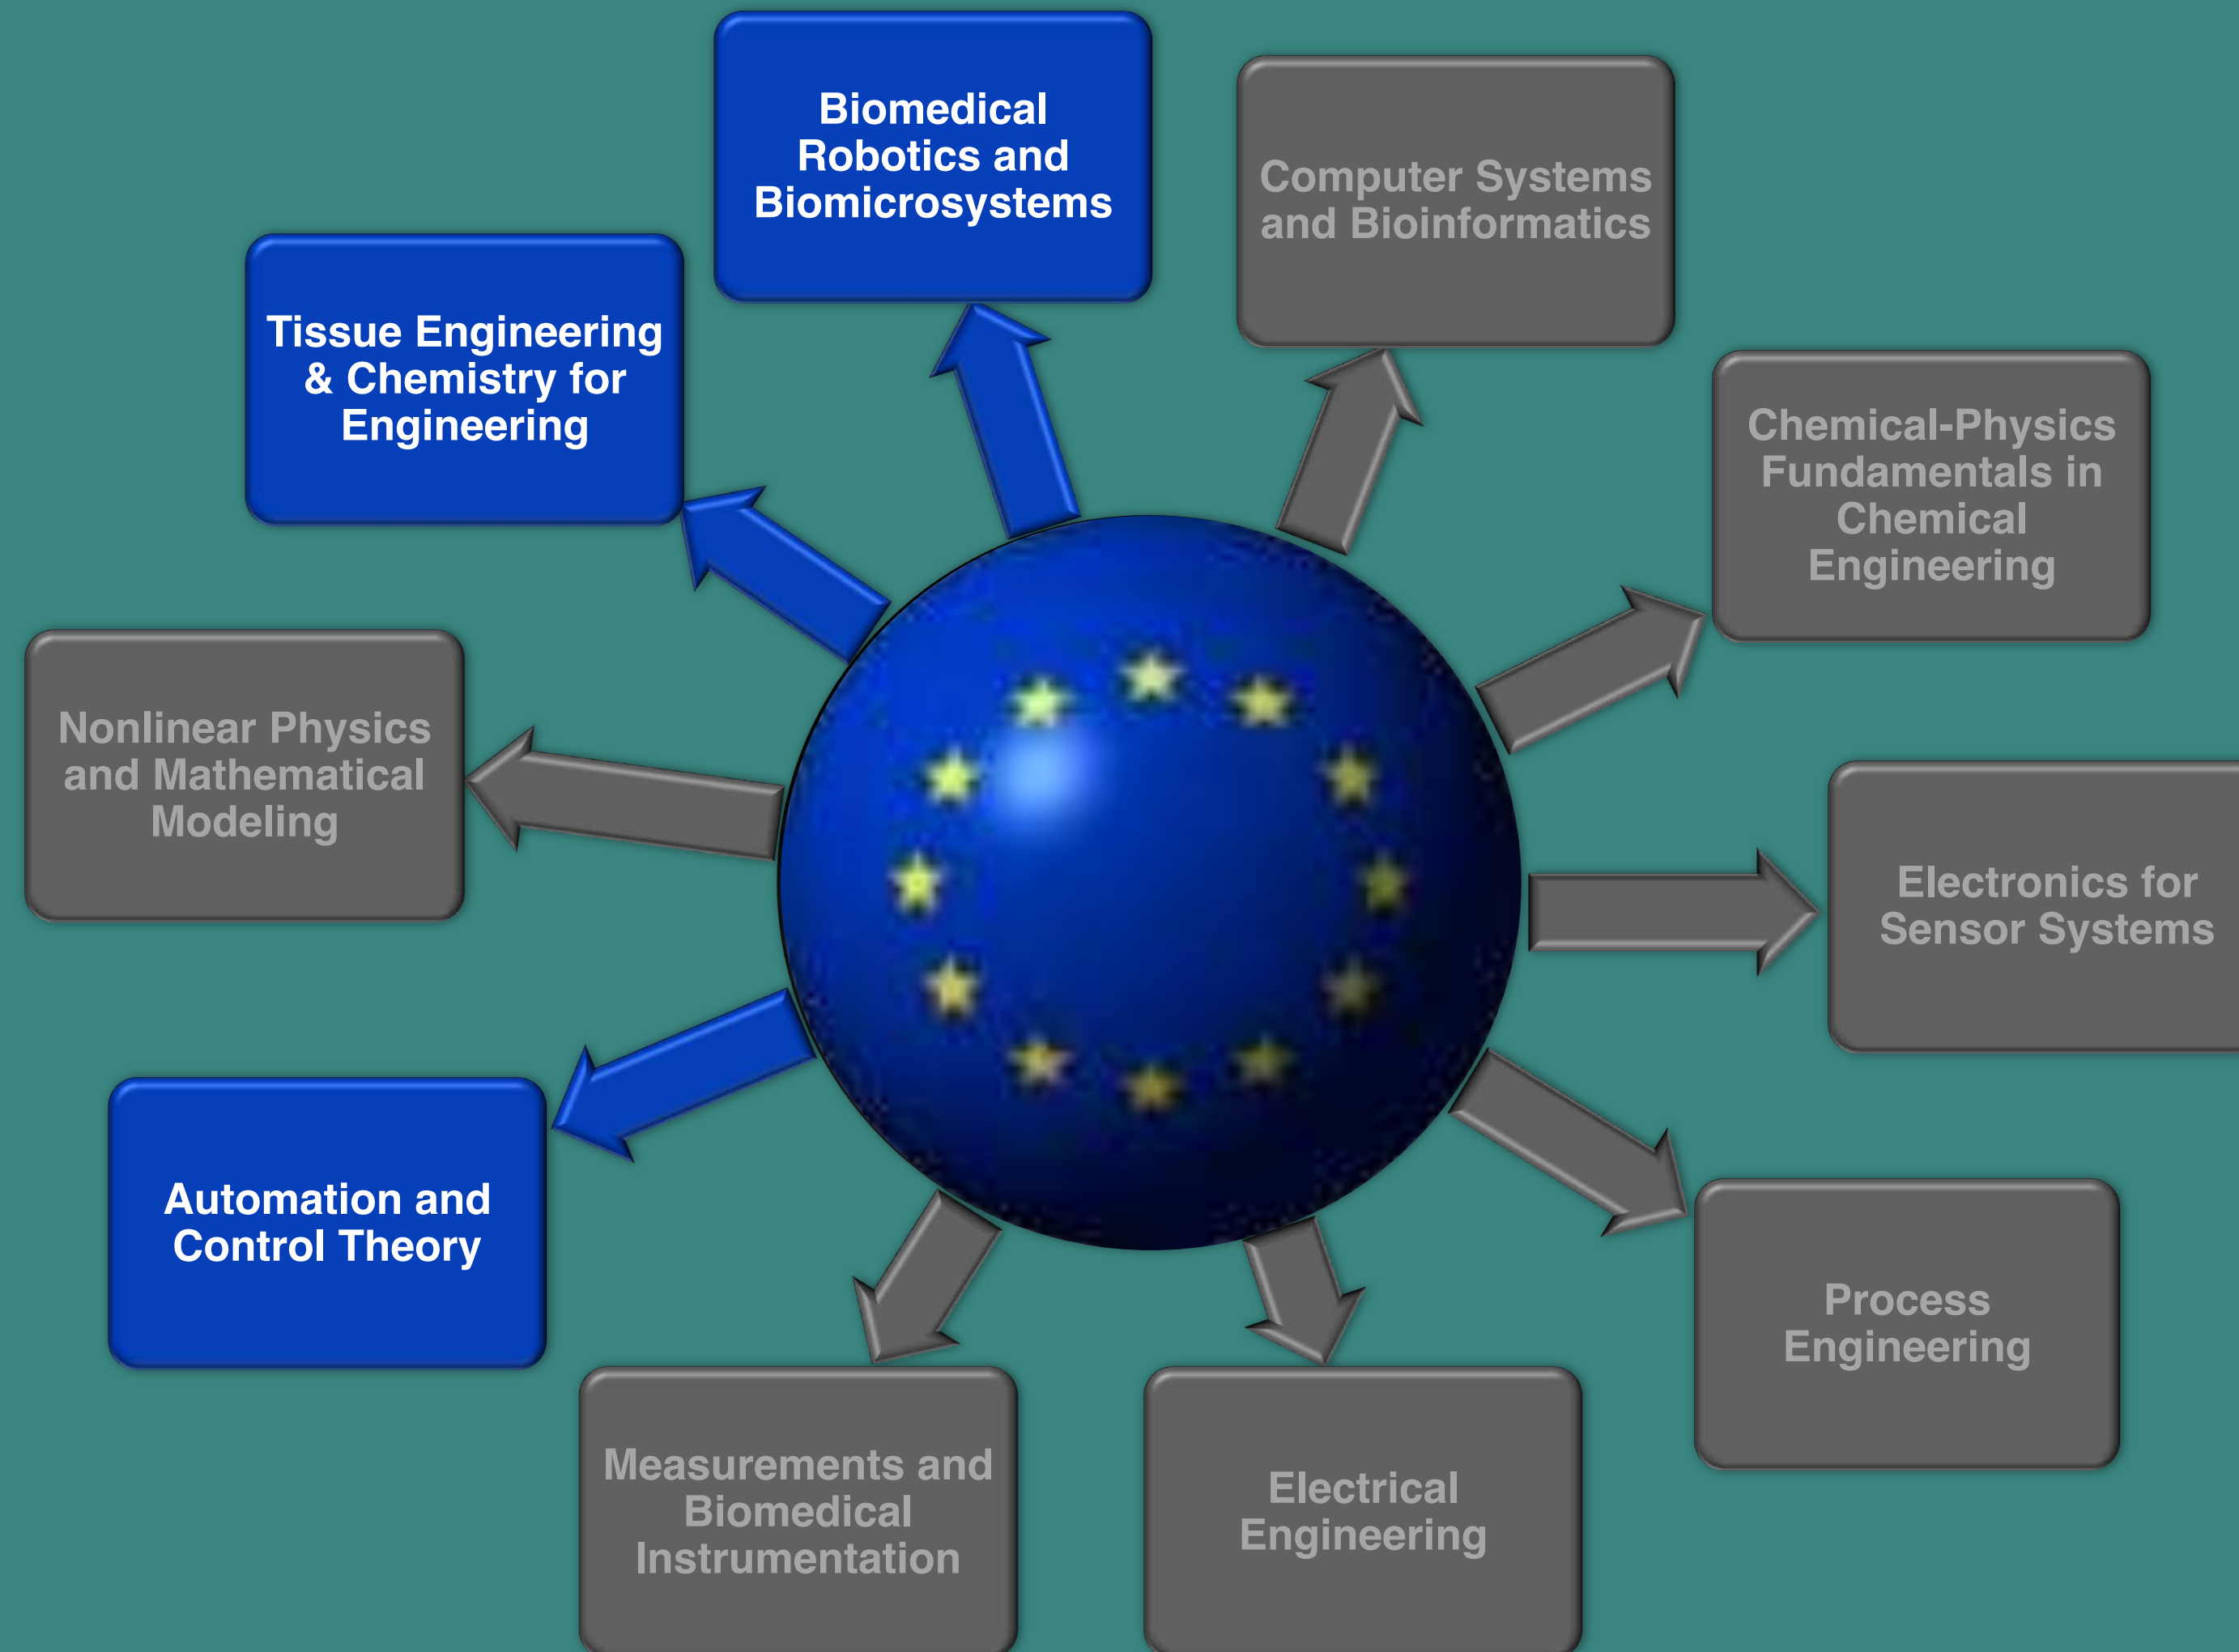 Biomedical
Robotics and
Biomicrosystems
Computer Systems
and Bioinformatics
Tissue Engineering
& Chemistry for
Engineering
Chemical-Physics
Fundamentals in
Chemical
Engineering
Nonlinear Physics
and Mathematical
Modeling
Electronics for
Sensor Systems
Automation and
Control Theory
Process
Engineering
Measurements and
Biomedical
Instrumentation
Electrical
Engineering